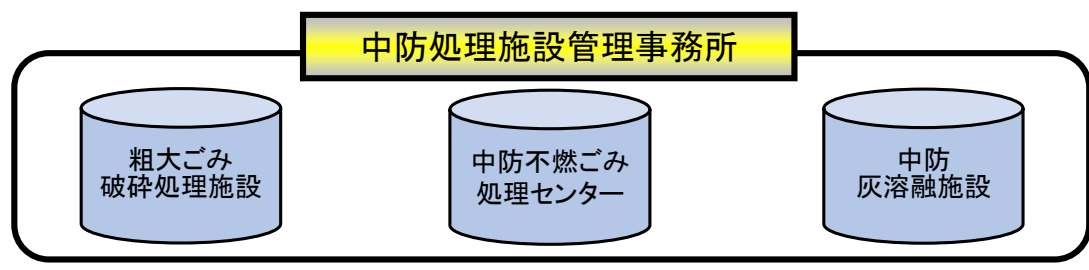 中防処理施設管理事務所
粗大ごみ
破砕処理施設
中防不燃ごみ
処理センター
中防
灰溶融施設